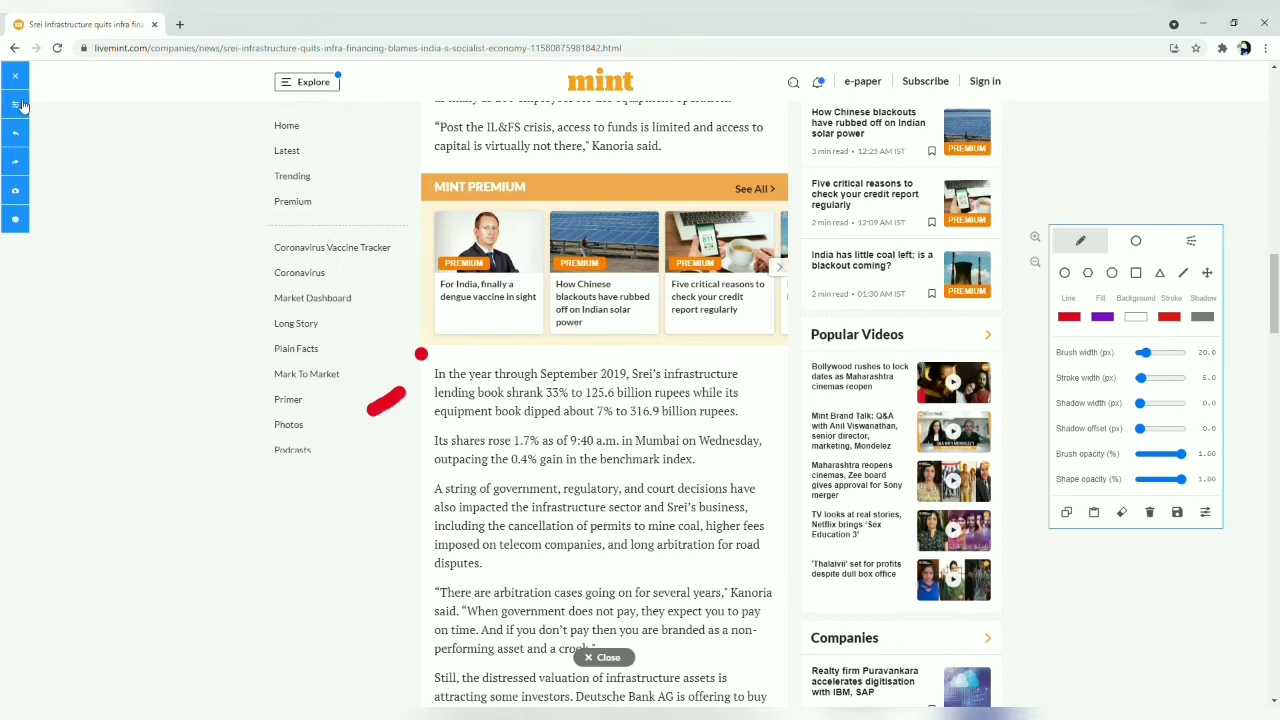 Srei Infrastructure quits infra fina
livemint.com/companies/news/srei-infrastructure-quits-infra-financing-blames-india-s-socialist-economy-11580875981842.html
Explore
mint
e-paper
Subscribe
Sign in
Home
Latest
Trending
Premium
Coronavirus Vaccine Tracker
Coronavirus
Market Dashboard
Long Story
Plain Facts
Mark To Market
Primer
Photos
Podcasts
“Post the IL&FS crisis, access to funds is limited and access to
capital is virtually not there," Kanoria said.
MINT PREMIUM
See All
PREMIUM
For India, finally a
dengue vaccine in sight
PREMIUM
How Chinese
blackouts have rubbed
off on Indian solar
power
PREMIUM
Five critical reasons to
check your credit
report regularly
In the year through September 2019, Srei’s infrastructure
lending book shrank 33% to 125.6 billion rupees while its
equipment book dipped about 7% to 316.9 billion rupees.
Its shares rose 1.7% as of 9:40 a.m. in Mumbai on Wednesday,
outpacing the 0.4% gain in the benchmark index.
A string of government, regulatory, and court decisions have
also impacted the infrastructure sector and Srei’s business,
including the cancellation of permits to mine coal, higher fees
imposed on telecom companies, and long arbitration for road
disputes.
“There are arbitration cases going on for several years," Kanoria
said. “When government does not pay, they expect you to pay
on time. And if you don’t pay then you are branded as a non-
performing asset and a crook."
Close
Still, the distressed valuation of infrastructure assets is
attracting some investors. Deutsche Bank AG is offering to buy
How Chinese blackouts
have rubbed off on Indian
solar power
3 min read • 12:25 AM IST
PREMIUM
Five critical reasons to
check your credit report
regularly
2 min read • 12:09 AM IST
PREMIUM
India has little coal left; is a
blackout coming?
2 min read • 01:30 AM IST
PREMIUM
Popular Videos
Bollywood rushes to lock
dates as Maharashtra
cinemas reopen
Mint Brand Talk: Q&A
with Anil Viswanathan,
senior director,
marketing, Mondelez
Maharashtra reopens
cinemas, Zee board
gives approval for Sony
merger
TV looks at real stories,
Netflix brings ‘Sex
Education 3’
'Thalaivii' set for profits
despite dull box office
Companies
Realty firm Puravankara
accelerates digitisation
with IBM, SAP
Line Fill Background Stroke Shadow
Brush width (px) 20.0
Stroke width (px) 5.0
Shadow width (px) 0.0
Shadow offset (px) 0.0
Brush opacity (%) 1.00
Shape opacity (%) 1.00